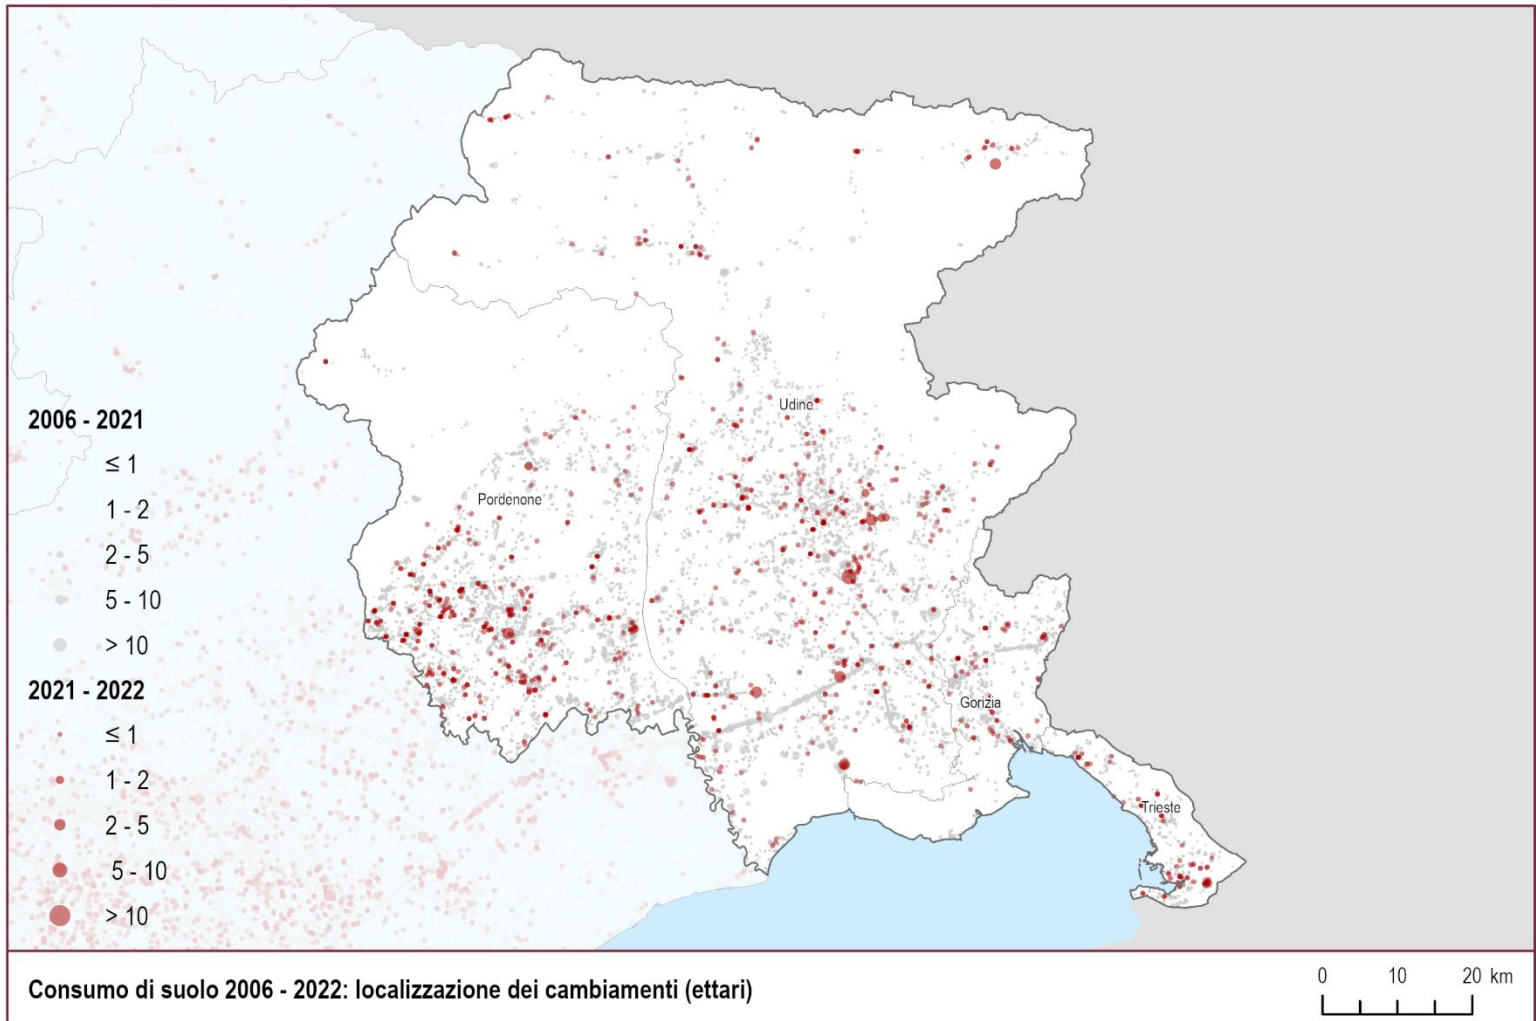 Udine
2006 - 2021
≤ 1
Pordenone
1 - 2
2 - 5
5 - 10
> 10
2021 - 2022
Gorizia
≤ 1
1 - 2
Trieste
2 - 5
5 - 10
> 10
Consumo di suolo 2006 - 2022: localizzazione dei cambiamenti (ettari)
0 10 20 km